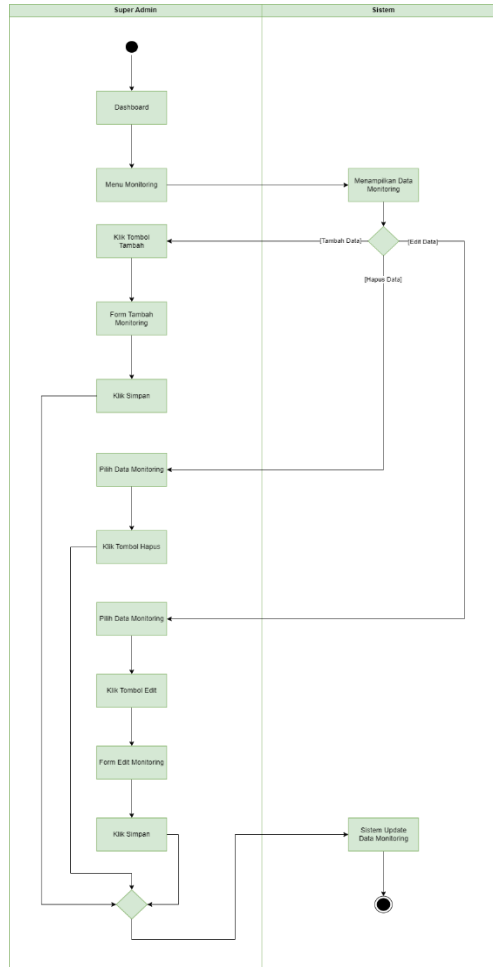 Super Admin
Sistem
Dashboard
Menu Monitoring
Menampilkan Data
Monitoring
Klik Tombol
Tambah
[Tambah Data]
[Edit Data]
[Hapus Data]
Form Tambah
Monitoring
Klik Simpan
Pilih Data Monitoring
Klik Tombol Hapus
Pilih Data Monitoring
Klik Tombol Edit
Form Edit Monitoring
Klik Simpan
Sistem Update
Data Monitoring